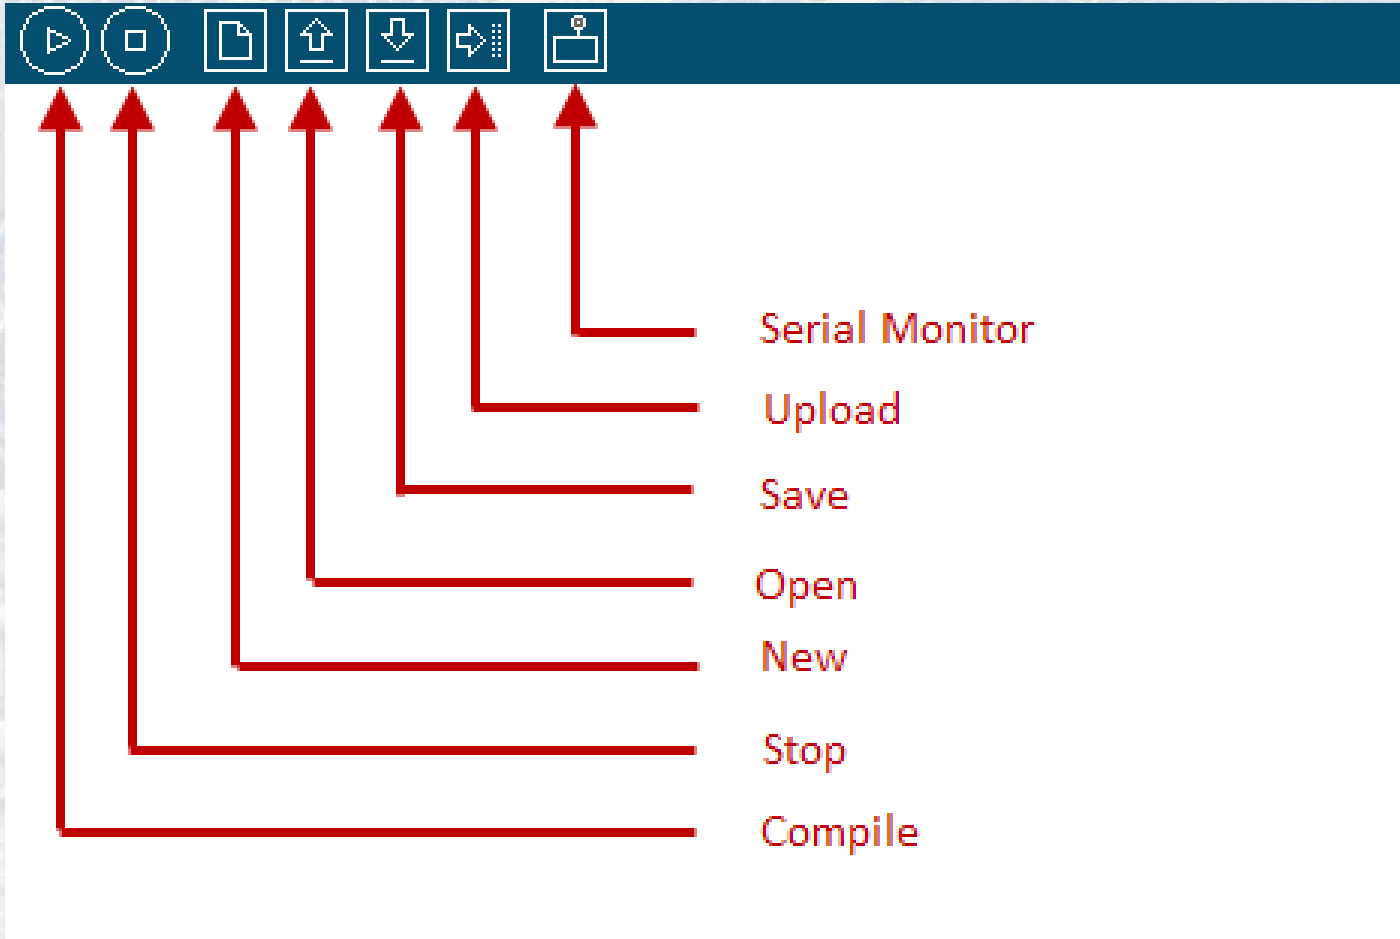 Serial Monitor
Upload
Save
Open
New
Stop
Compile